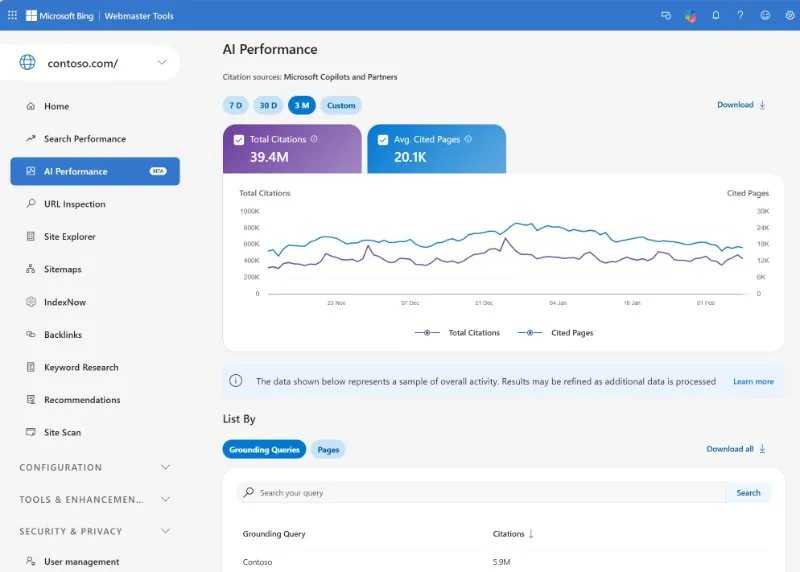 Microsoft Bing | Webmaster Tools
contoso.com/
Home
Search Performance
AI Performance BETA
URL Inspection
Site Explorer
Sitemaps
IndexNow
Backlinks
Keyword Research
Recommendations
Site Scan
CONFIGURATION
TOOLS & ENHANCEMEN...
SECURITY & PRIVACY
User management
AI Performance
Citation sources: Microsoft Copilots and Partners
7 D 30 D 3 M Custom
Download
Total Citations
39.4M
Avg. Cited Pages
20.1K
Total Citations
Cited Pages
1000K
800K
600K
400K
200K
0
30K
24K
18K
12K
6K
0
23 Nov 07 Dec 21 Dec 04 Jan 18 Jan 01 Feb
Total Citations Cited Pages
The data shown below represents a sample of overall activity. Results may be refined as additional data is processed Learn more
List By
Grounding Queries Pages
Download all
Search your query Search
Grounding Query Citations
Contoso 5.9M